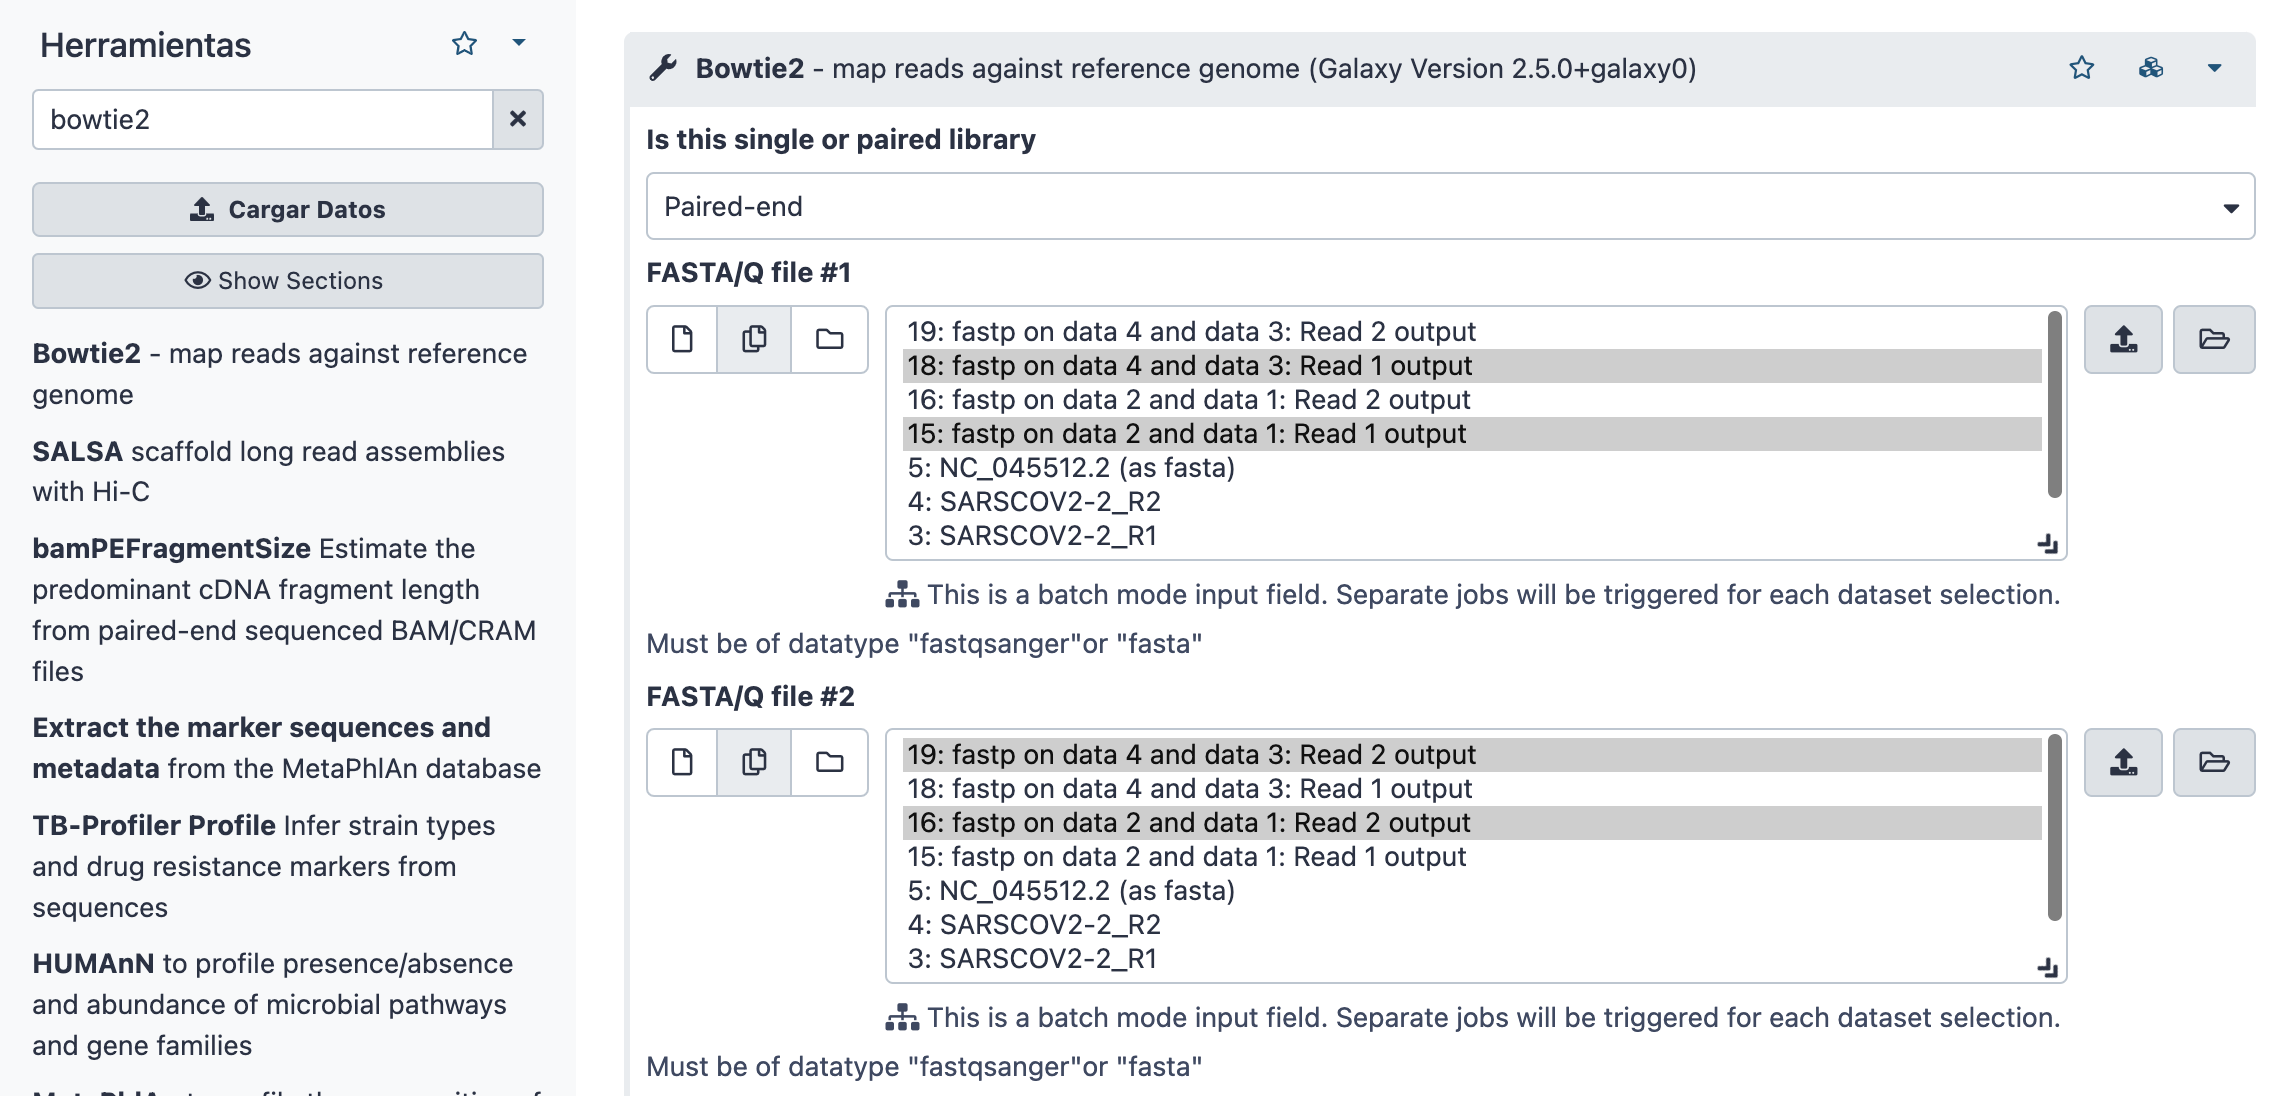 Herramientas
bowtie2
Cargar Datos
Show Sections
Bowtie2 - map reads against reference
genome
SALSA scaffold long read assemblies
with Hi-C
bamPEFragmentSize Estimate the
predominant cDNA fragment length
from paired-end sequenced BAM/CRAM
files
Extract the marker sequences and
metadata from the MetaPhlAn database
TB-Profiler Profile Infer strain types
and drug resistance markers from
sequences
HUMAnN to profile presence/absence
and abundance of microbial pathways
and gene families
Bowtie2 - map reads against reference genome (Galaxy Version 2.5.0+galaxy0)
Is this single or paired library
Paired-end
FASTA/Q file #1
19: fastp on data 4 and data 3: Read 2 output
18: fastp on data 4 and data 3: Read 1 output
16: fastp on data 2 and data 1: Read 2 output
15: fastp on data 2 and data 1: Read 1 output
5: NC_045512.2 (as fasta)
4: SARSCOV2-2_R2
3: SARSCOV2-2_R1
This is a batch mode input field. Separate jobs will be triggered for each dataset selection.
Must be of datatype "fastqsanger"or "fasta"
FASTA/Q file #2
19: fastp on data 4 and data 3: Read 2 output
18: fastp on data 4 and data 3: Read 1 output
16: fastp on data 2 and data 1: Read 2 output
15: fastp on data 2 and data 1: Read 1 output
5: NC_045512.2 (as fasta)
4: SARSCOV2-2_R2
3: SARSCOV2-2_R1
This is a batch mode input field. Separate jobs will be triggered for each dataset selection.
Must be of datatype "fastqsanger"or "fasta"